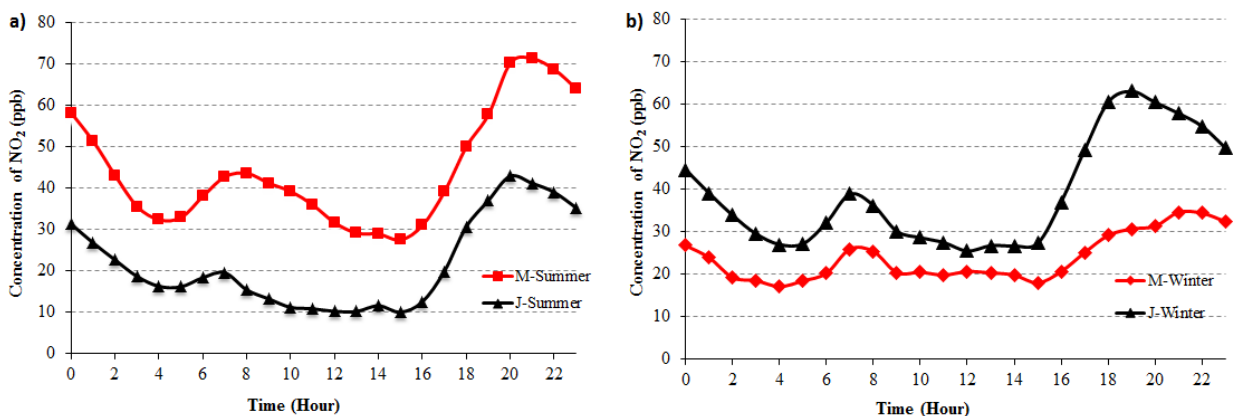 a)
Concentration of NO₂ (ppb)
80
70
60
50
40
30
20
10
0
0 2 4 6 8 10 12 14 16 18 20 22
Time (Hour)
M-Summer
J-Summer
b)
Concentration of NO₂ (ppb)
80
70
60
50
40
30
20
10
0
0 2 4 6 8 10 12 14 16 18 20 22
Time (Hour)
M-Winter
J-Winter